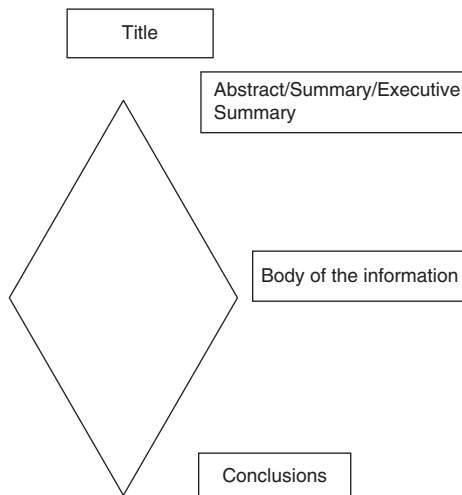 Title
Abstract/Summary/Executive
Summary
Body of the information
Conclusions